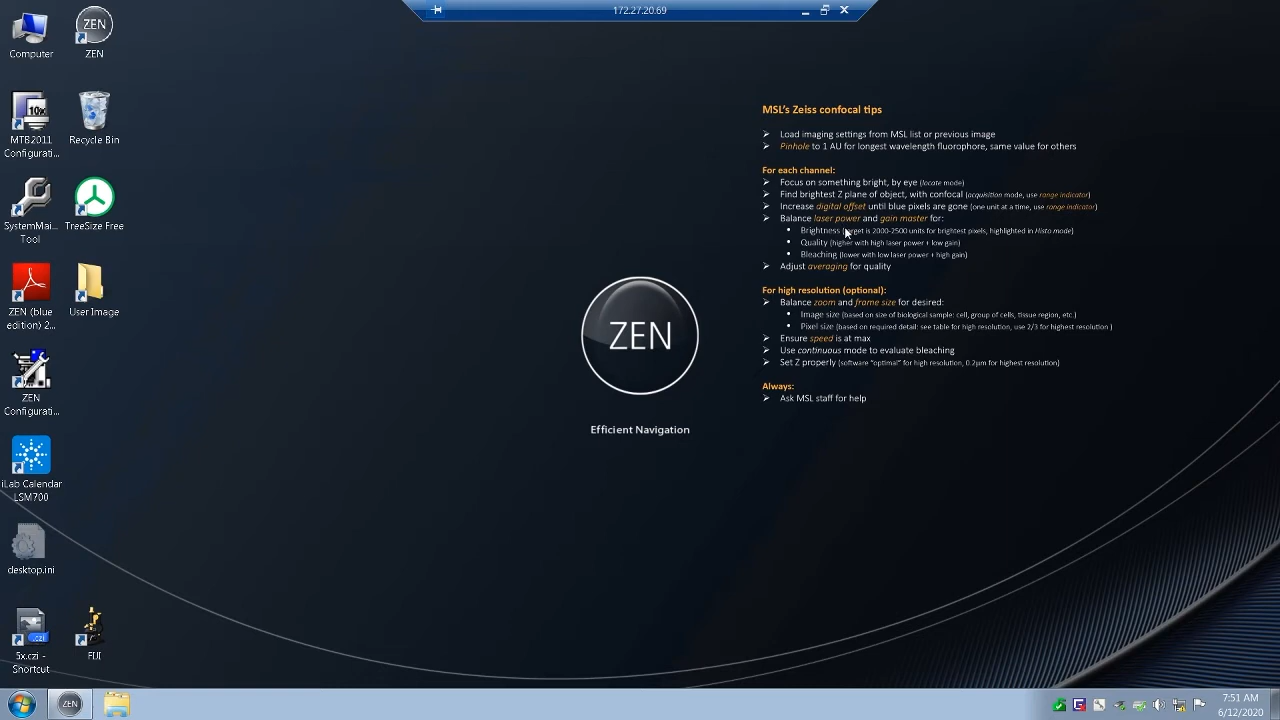 172.27.20.69
Computer
ZEN
ZEN
MTB2011
Configurati...
Recycle Bin
SystemMai...
Tool
TreeSize Free
ZEN (blue
edition) 2...
User Image
ZEN
Configurati...
iLab Calendar
LSM700
desktop.ini
.czi
5x.czi -
Shortcut
FIJI
MSL's Zeiss confocal tips
➢ Load imaging settings from MSL list or previous image
➢ Pinhole to 1 AU for longest wavelength fluorophore, same value for others
For each channel:
➢ Focus on something bright, by eye (locate mode)
➢ Find brightest Z plane of object, with confocal (acquisition mode, use range indicator)
➢ Increase digital offset until blue pixels are gone (one unit at a time, use range indicator)
➢ Balance laser power and gain master for:
• Brightness (target is 2000-2500 units for brightest pixels, highlighted in Histo mode)
• Quality (higher with high laser power + low gain)
• Bleaching (lower with low laser power + high gain)
➢ Adjust averaging for quality
For high resolution (optional):
➢ Balance zoom and frame size for desired:
• Image size (based on size of biological sample: cell, group of cells, tissue region, etc.)
• Pixel size (based on required detail: see table for high resolution, use 2/3 for highest resolution )
➢ Ensure speed is at max
➢ Use continuous mode to evaluate bleaching
➢ Set Z properly (software "optimal" for high resolution, 0.2µm for highest resolution)
Always:
➢ Ask MSL staff for help
ZEN
Efficient Navigation
ZEN
7:51 AM
6/12/2020